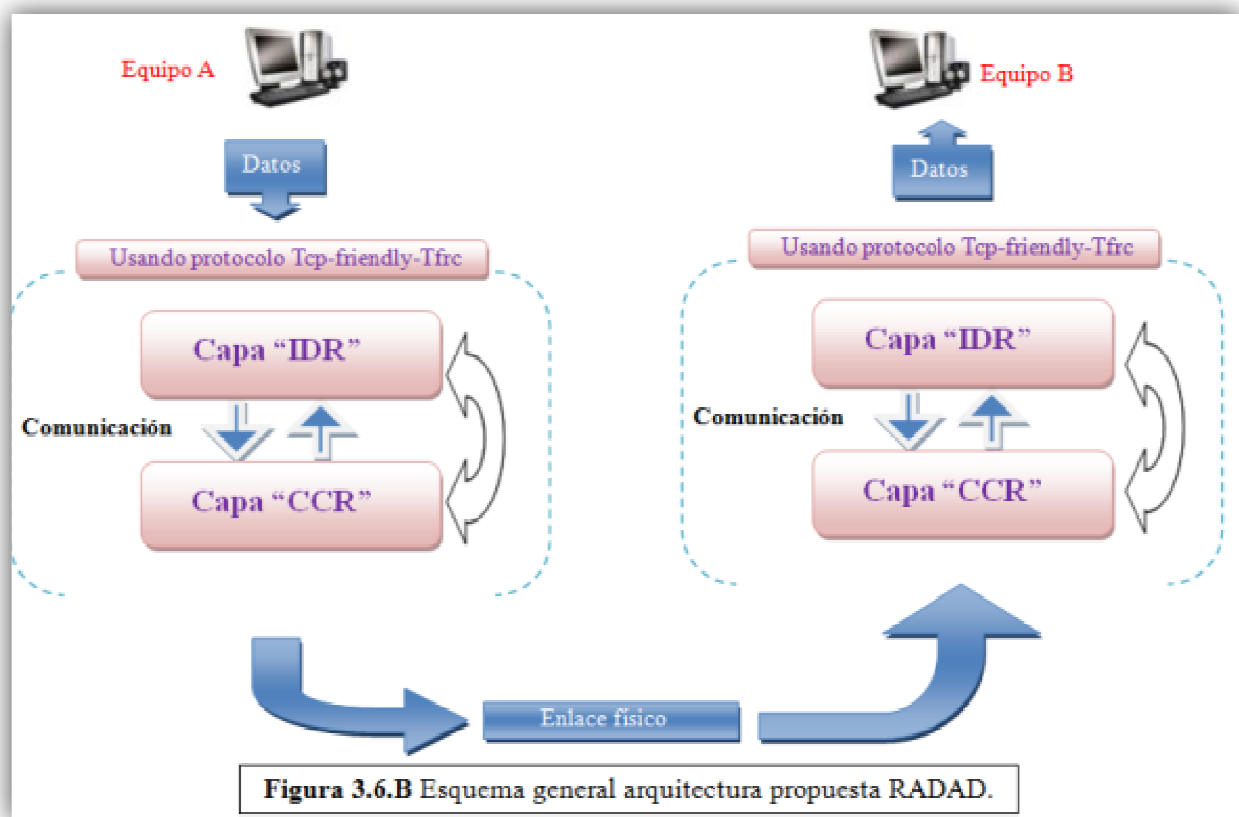 Equipo A
Datos
Usando protocolo Tcp-friendly-Tfrc
Capa “IDR”
Comunicación
Capa “CCR”
Equipo B
Datos
Usando protocolo Tcp-friendly-Tfrc
Capa “IDR”
Comunicación
Capa “CCR”
Enlace físico
Figura 3.6.B Esquema general arquitectura propuesta RADAD.